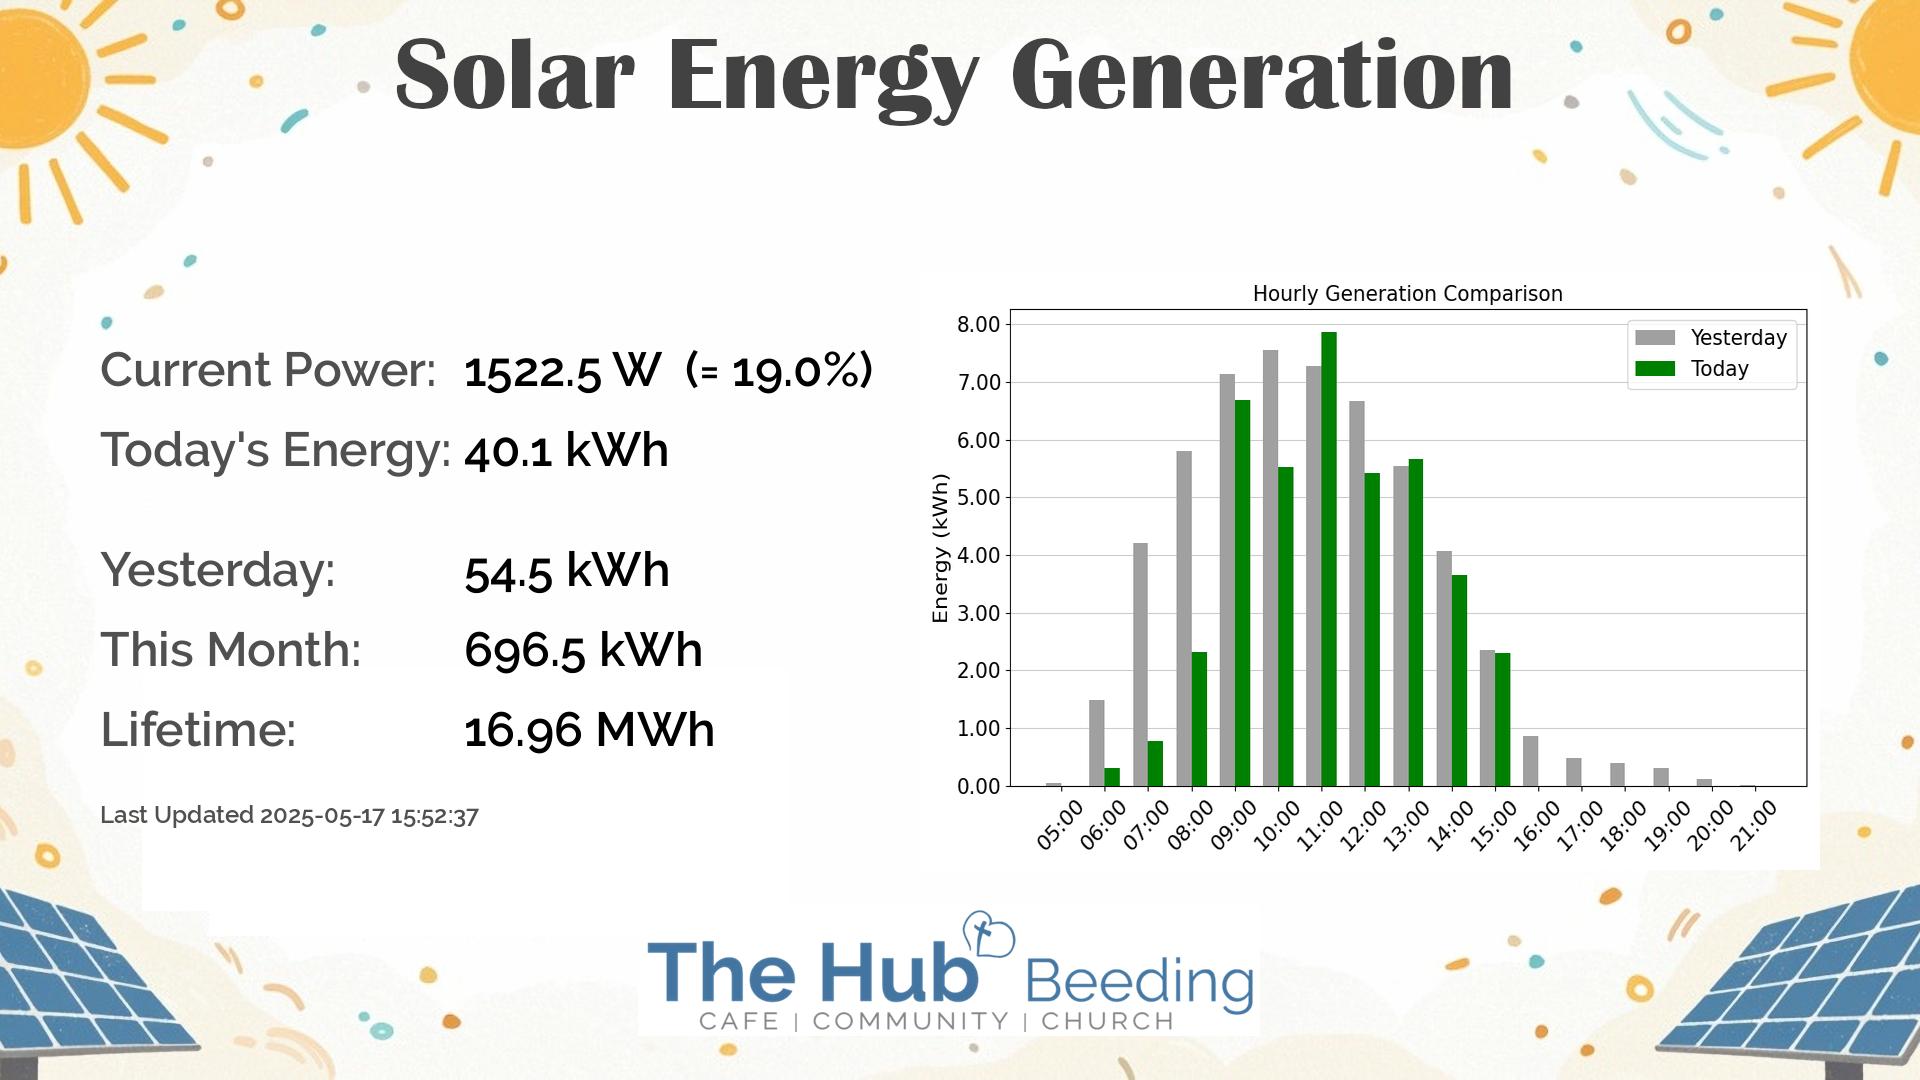 Solar Energy Generation
Current Power: 1522.5 W (= 19.0%)
Today's Energy: 40.1 kWh
Yesterday: 54.5 kWh
This Month: 696.5 kWh
Lifetime: 16.96 MWh
Last Updated 2025-05-17 15:52:37
Hourly Generation Comparison
Yesterday
Today
Energy (kWh)
8.00
7.00
6.00
5.00
4.00
3.00
2.00
1.00
0.00
05:00 06:00 07:00 08:00 09:00 10:00 11:00 12:00 13:00 14:00 15:00 16:00 17:00 18:00 19:00 20:00 21:00
The Hub Beeding
CAFE | COMMUNITY | CHURCH